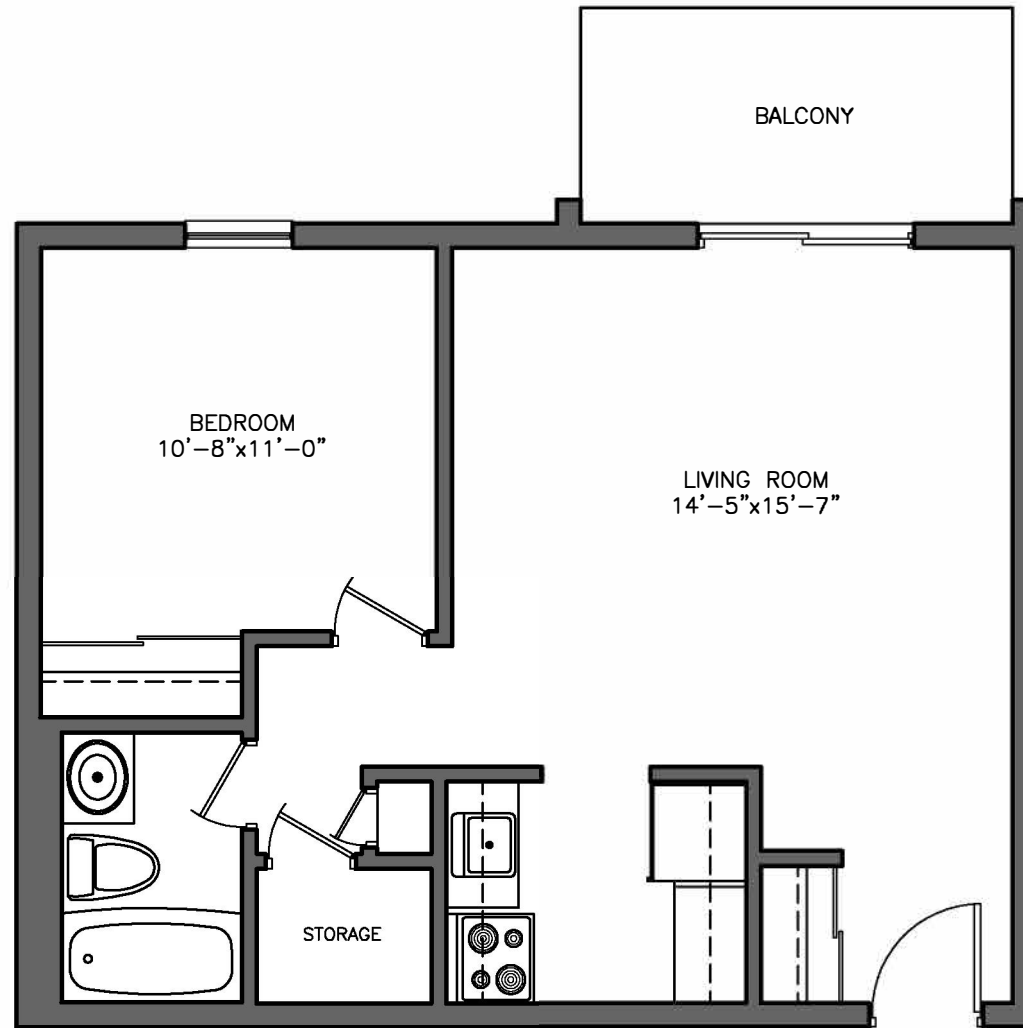 BALCONY
BEDROOM
10'-8"x11'-0"
LIVING ROOM
14'-5"x15'-7"
STORAGE